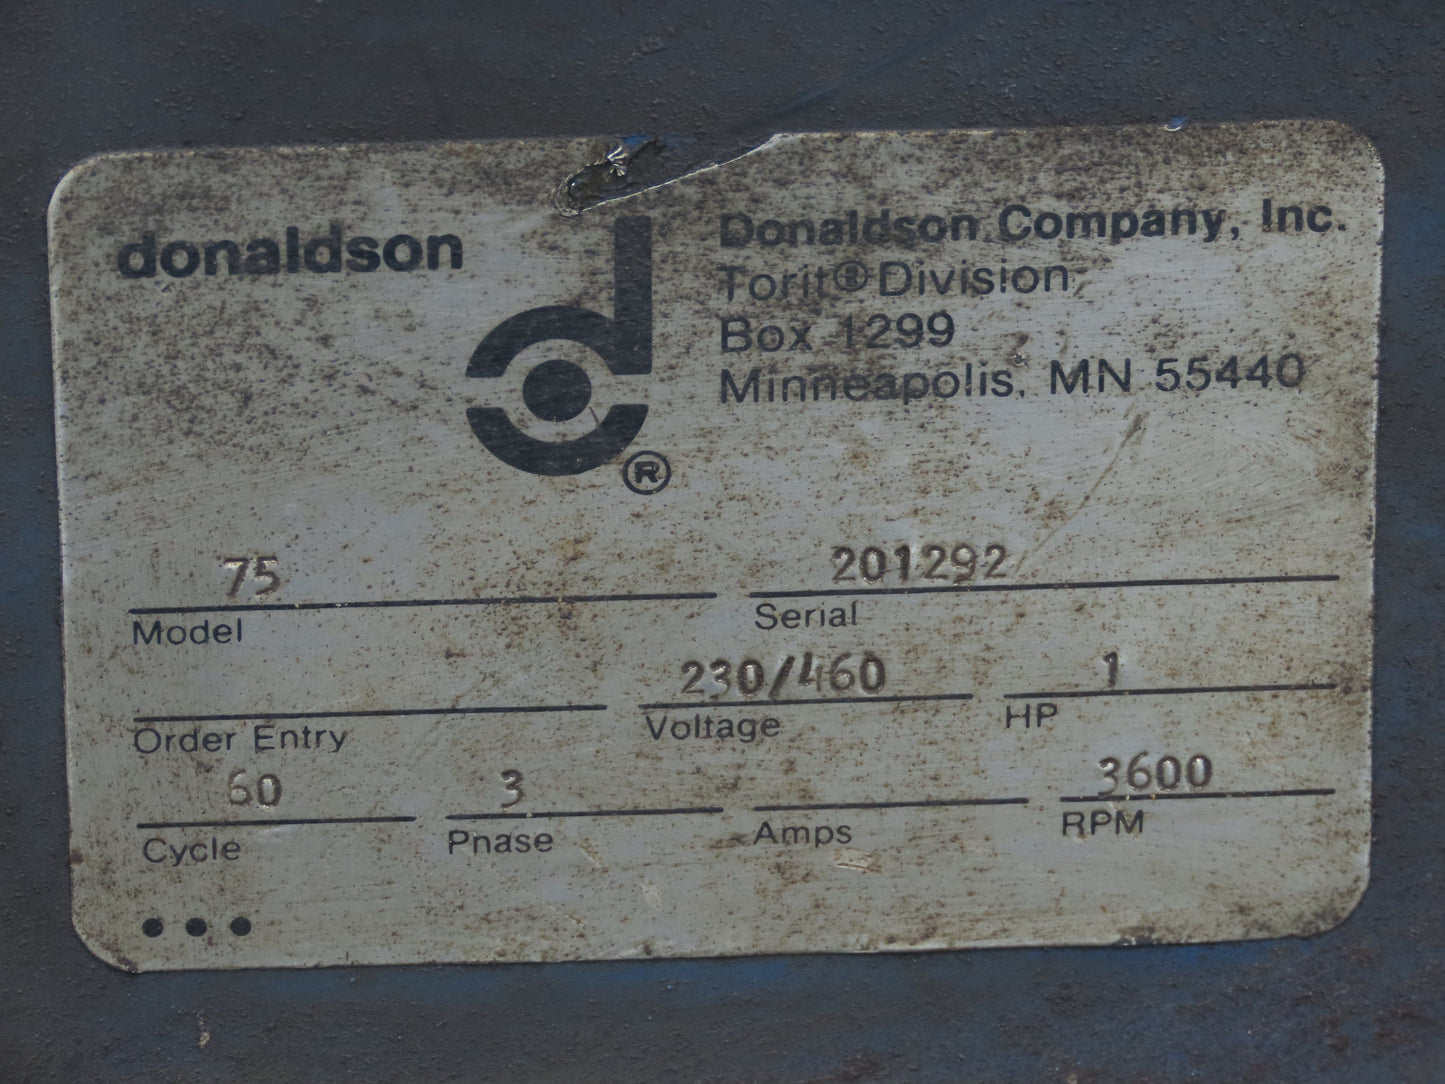 donaldson
Donaldson Company, Inc.
Torit® Division
Box 1299
Minneapolis, MN 55440
®
75 201292
Model Serial
230/460 1
Order Entry Voltage HP
60 3 3600
Cycle Phase Amps RPM